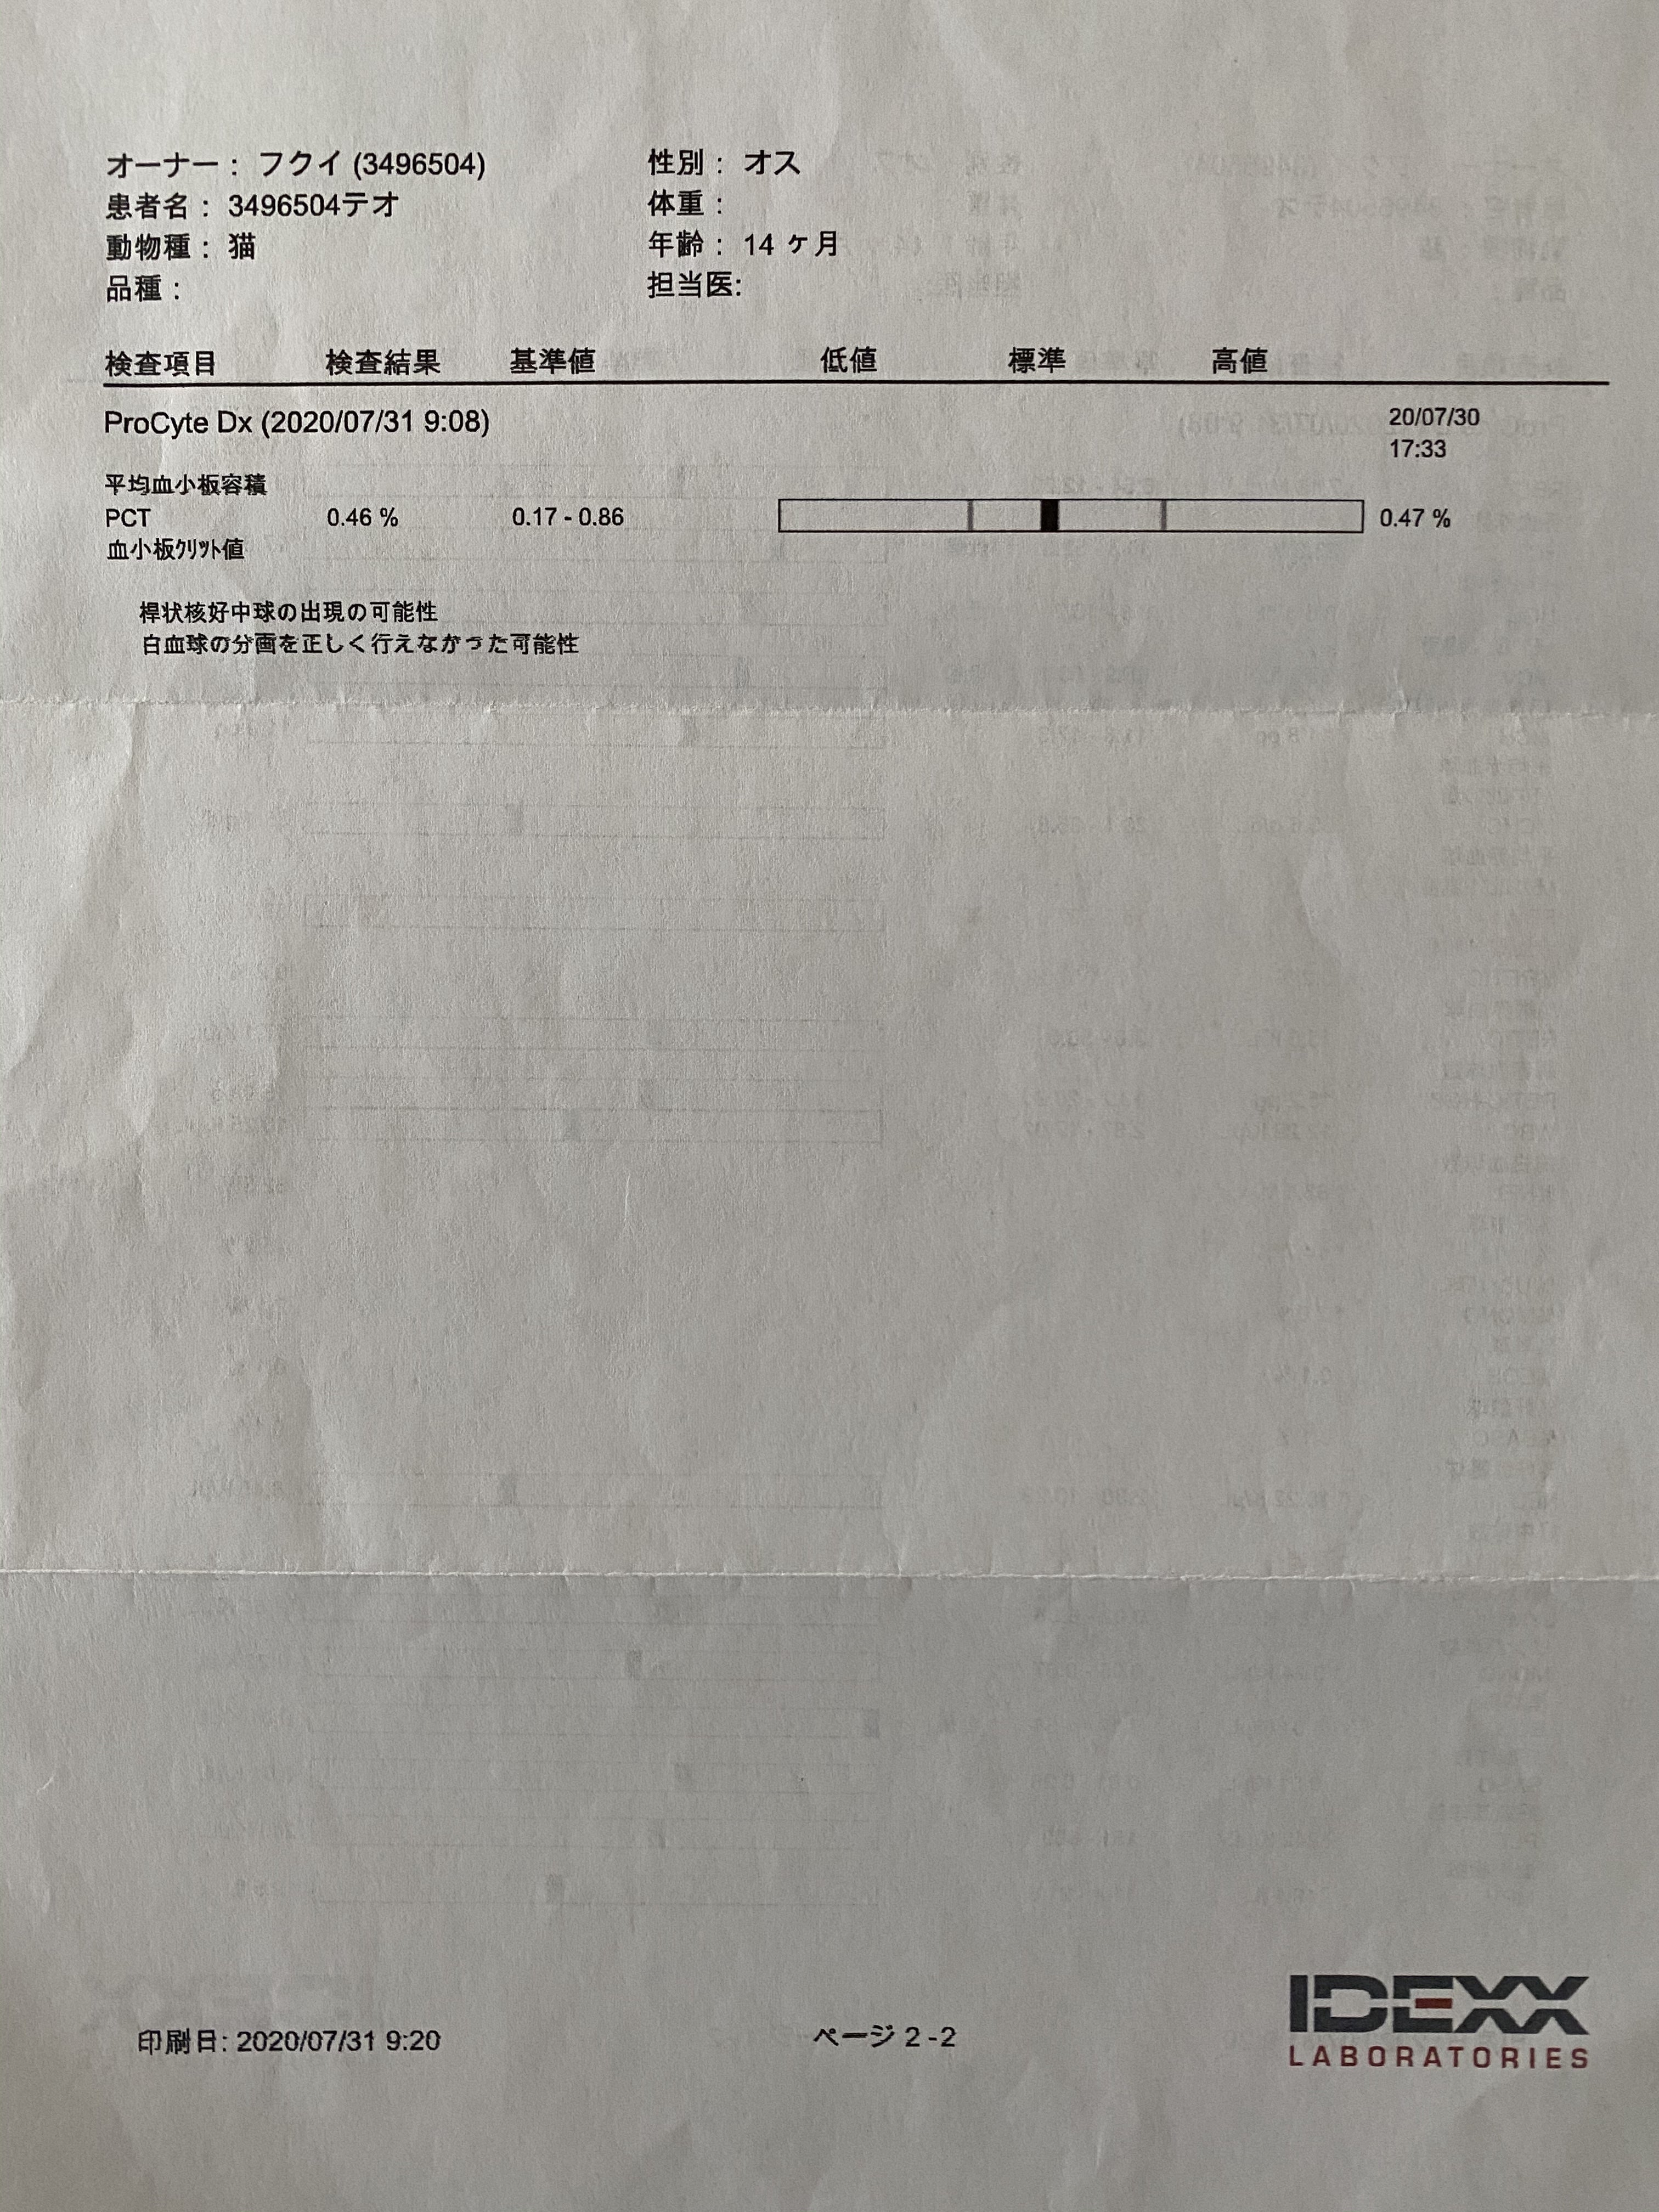 オーナー： フクイ (3496504) 性別： オス
患者名： 3496504テオ 体重：
動物種： 猫 年齢： 14 ヶ月
品種： 担当医:
検査項目 検査結果 基準値 低値 標準 高値
ProCyte Dx (2020/07/31 9:08) 20/07/30
17:33
平均血小板容積
PCT 0.46 % 0.17 - 0.86 0.47 %
血小板ｸﾘｯﾄ値
桿状核好中球の出現の可能性
白血球の分画を正しく行えなかった可能性
印刷日: 2020/07/31 9:20 ページ 2 -2
IDEXX
LABORATORIES